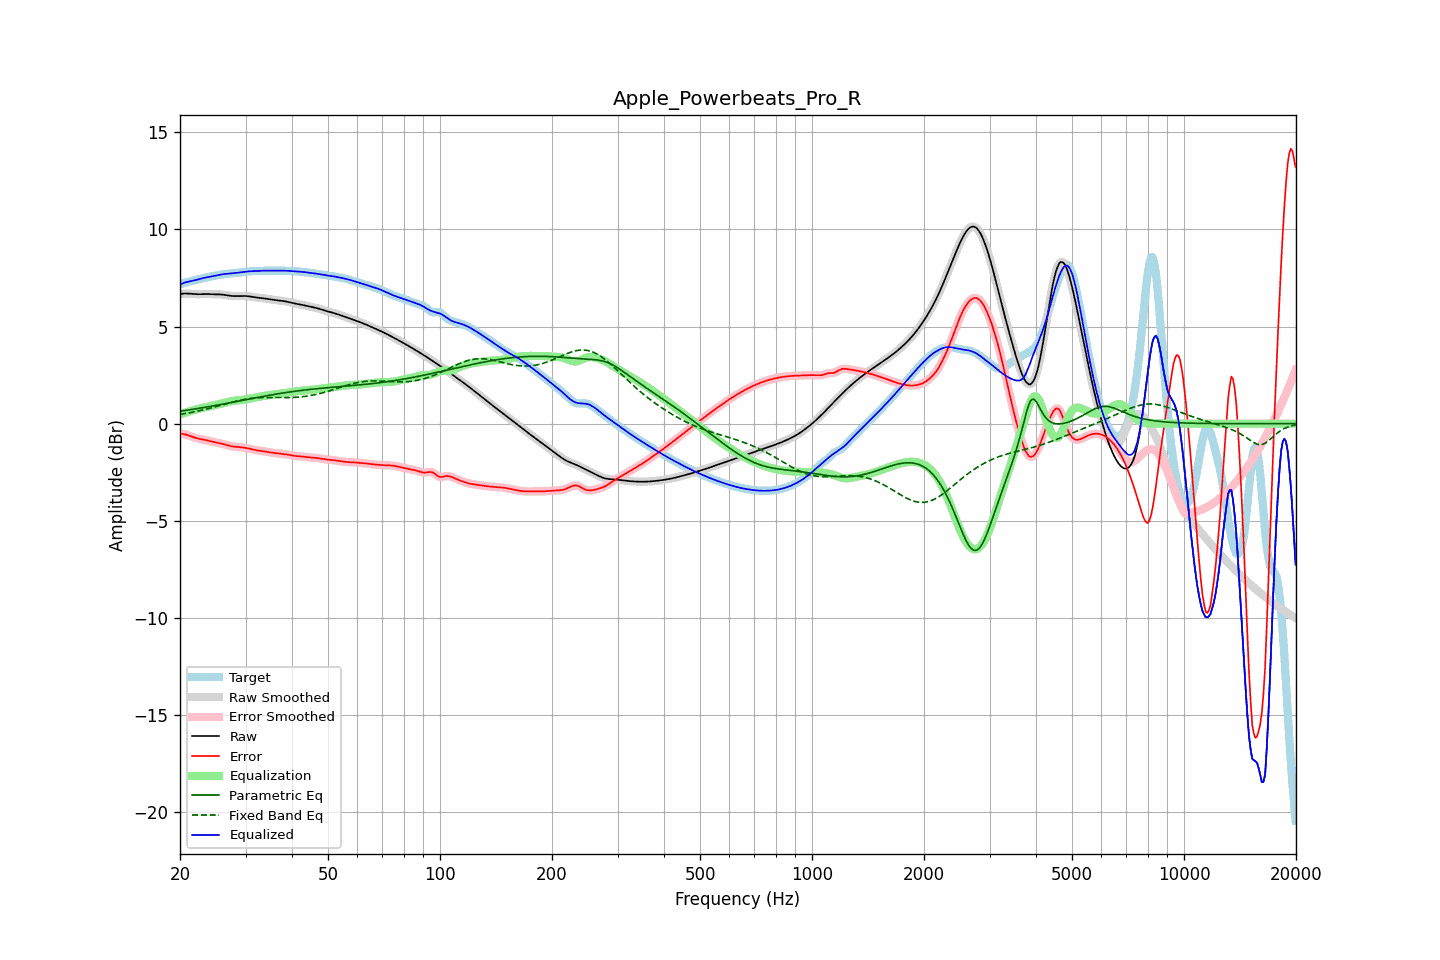 Apple_Powerbeats_Pro_R
15
10
5
0
−5
−10
−15
−20
Amplitude (dBr)
Target
Raw Smoothed
Error Smoothed
Raw
Error
Equalization
Parametric Eq
Fixed Band Eq
Equalized
20 50 100 200 500 1000 2000 5000 10000 20000
Frequency (Hz)